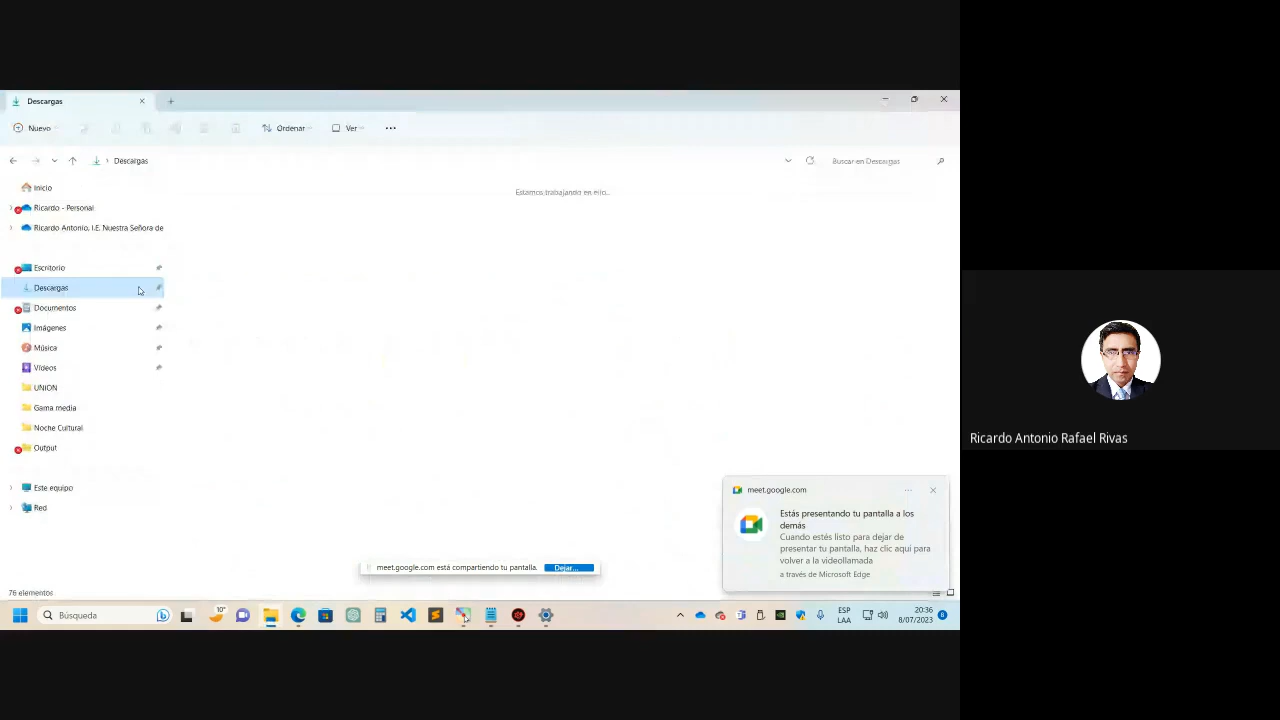 Descargas
Nuevo
Ordenar
Ver
Descargas
Buscar en Descargas
Inicio
Estamos trabajando en ello...
Ricardo - Personal
Ricardo Antonio, I.E. Nuestra Señora de
Escritorio
Descargas
Documentos
Imágenes
Música
Vídeos
UNION
Gama media
Noche Cultural
Ricardo Antonio Rafael Rivas
Output
Este equipo
Red
meet.google.com
Estás presentando tu pantalla a los
demás
Cuando estés listo para dejar de
presentar tu pantalla, haz clic aquí para
volver a la videollamada
a través de Microsoft Edge
meet.google.com está compartiendo tu pantalla.
Dejar...
76 elementos
Búsqueda
10°
ESP
LAA
20:36
8/07/2023